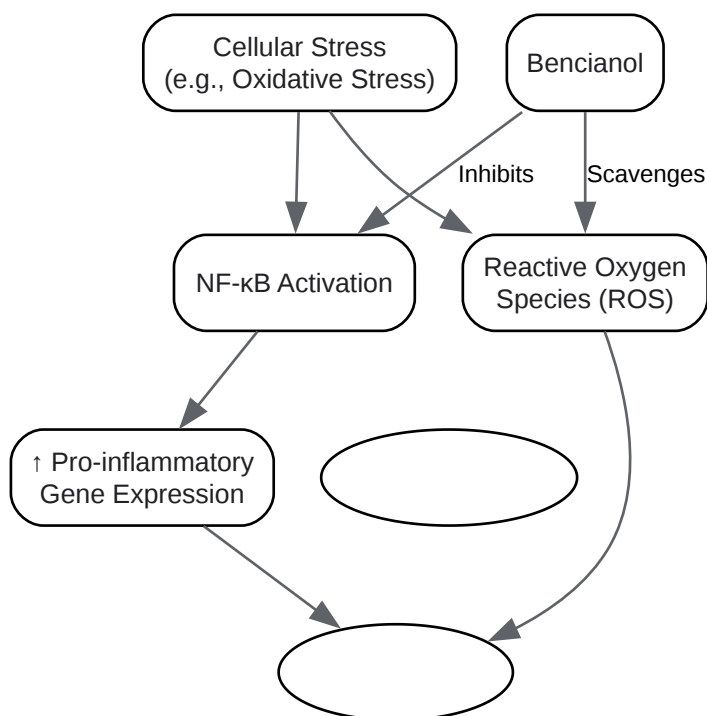 Cellular Stress
(e.g., Oxidative Stress)
Bencianol
Inhibits
Scavenges
NF-κB Activation
Reactive Oxygen
Species (ROS)
↑ Pro-inflammatory
Gene Expression